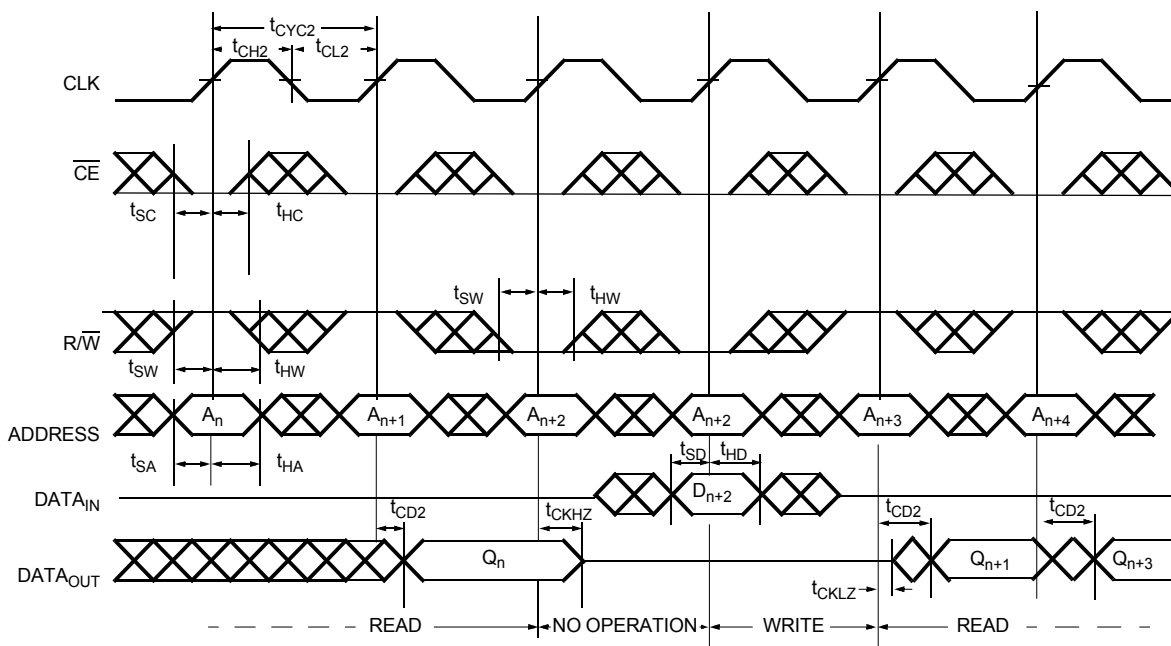 tCYC2
tCH2 tCL2
CLK
CE
tSC tHC
tSW tHW
R/W
tSW tHW
An An+1 An+2 An+2 An+3 An+4
ADDRESS
tSA tHA tSD tHD
DATAIN Dn+2
tCD2 tCKHZ tCD2 tCD2
DATAOUT Qn Qn+1 Qn+3
tCKLZ
READ NO OPERATION WRITE READ